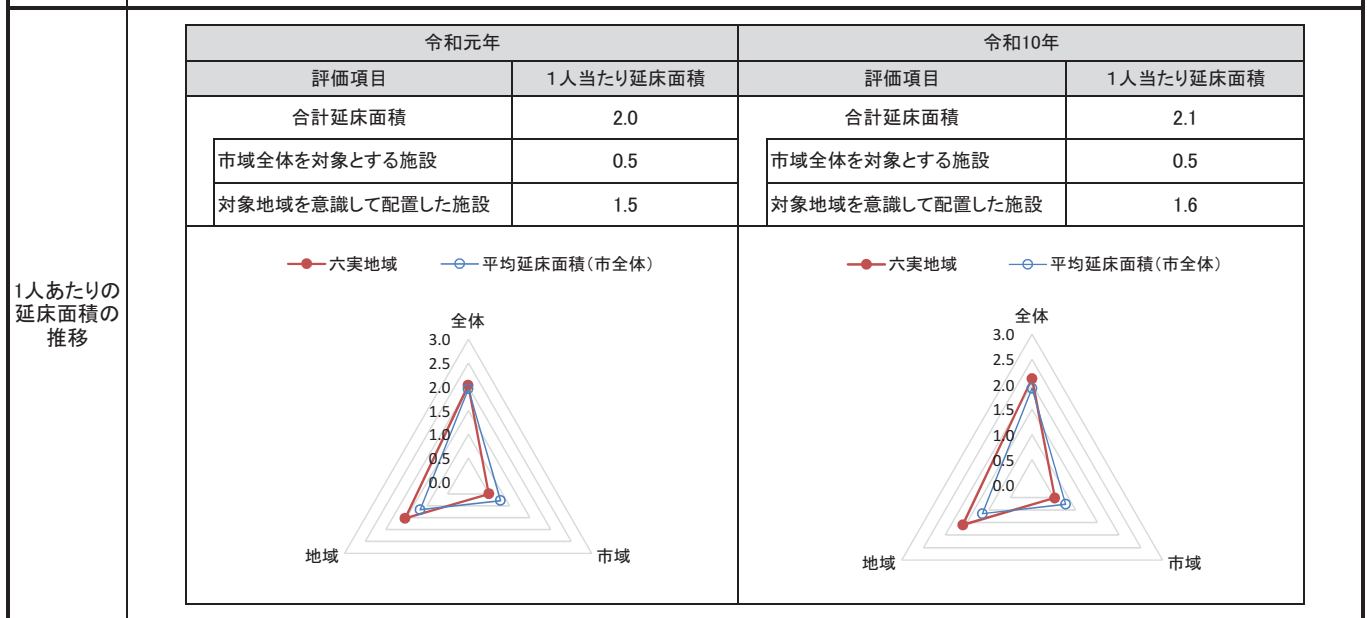 令和元年
令和10年
評価項目
1人当たり延床面積
評価項目
1人当たり延床面積
合計延床面積
2.0
合計延床面積
2.1
市域全体を対象とする施設
0.5
市域全体を対象とする施設
0.5
対象地域を意識して配置した施設
1.5
対象地域を意識して配置した施設
1.6
1人あたりの
延床面積の
推移
六実地域
平均延床面積(市全体)
全体
3.0
2.5
2.0
1.5
1.0
0.5
0.0
地域
市域
六実地域
平均延床面積(市全体)
全体
3.0
2.5
2.0
1.5
1.0
0.5
0.0
地域
市域